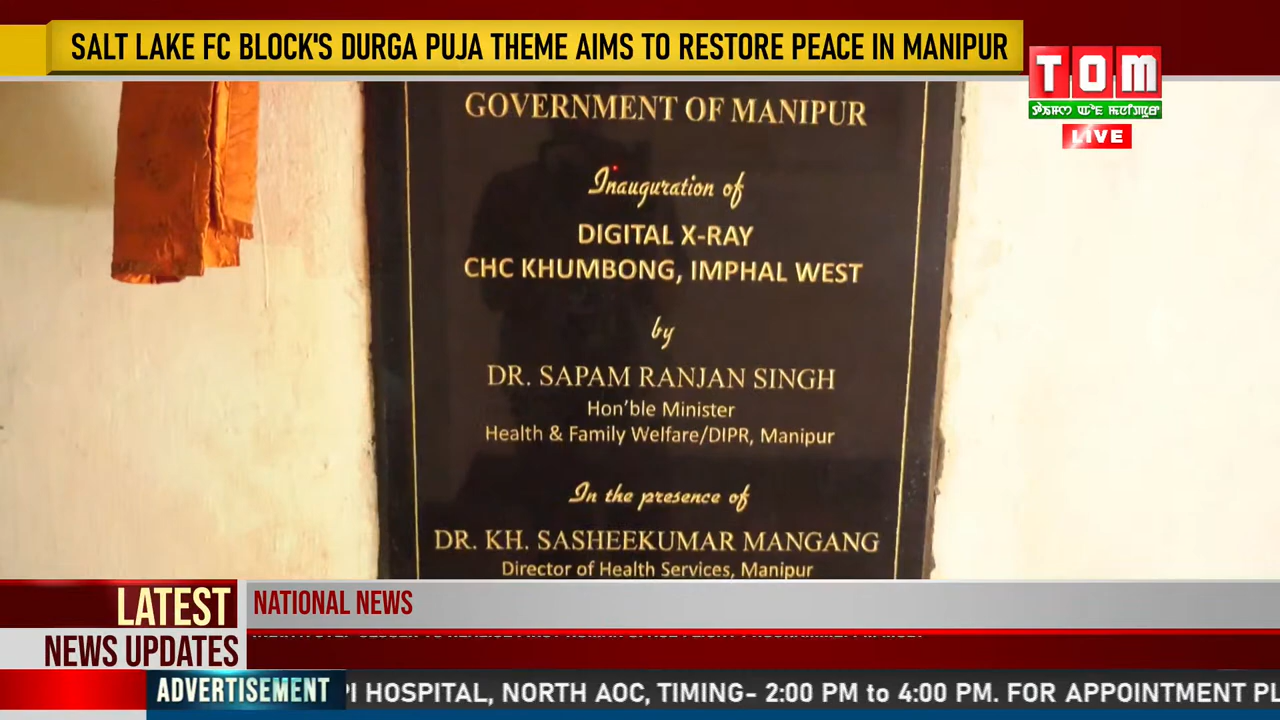 SALT LAKE FC BLOCK'S DURGA PUJA THEME AIMS TO RESTORE PEACE IN MANIPUR
TOM
LIVE
GOVERNMENT OF MANIPUR
Inauguration of
DIGITAL X-RAY
CHC KHUMBONG, IMPHAL WEST
by
DR. SAPAM RANJAN SINGH
Hon'ble Minister
Health & Family Welfare/DIPR, Manipur
In the presence of
DR. KH. SASHEEKUMAR MANGANG
Director of Health Services, Manipur
LATEST
NEWS UPDATES
NATIONAL NEWS
ADVERTISEMENT
PI HOSPITAL, NORTH AOC, TIMING- 2:00 PM to 4:00 PM. FOR APPOINTMENT PL